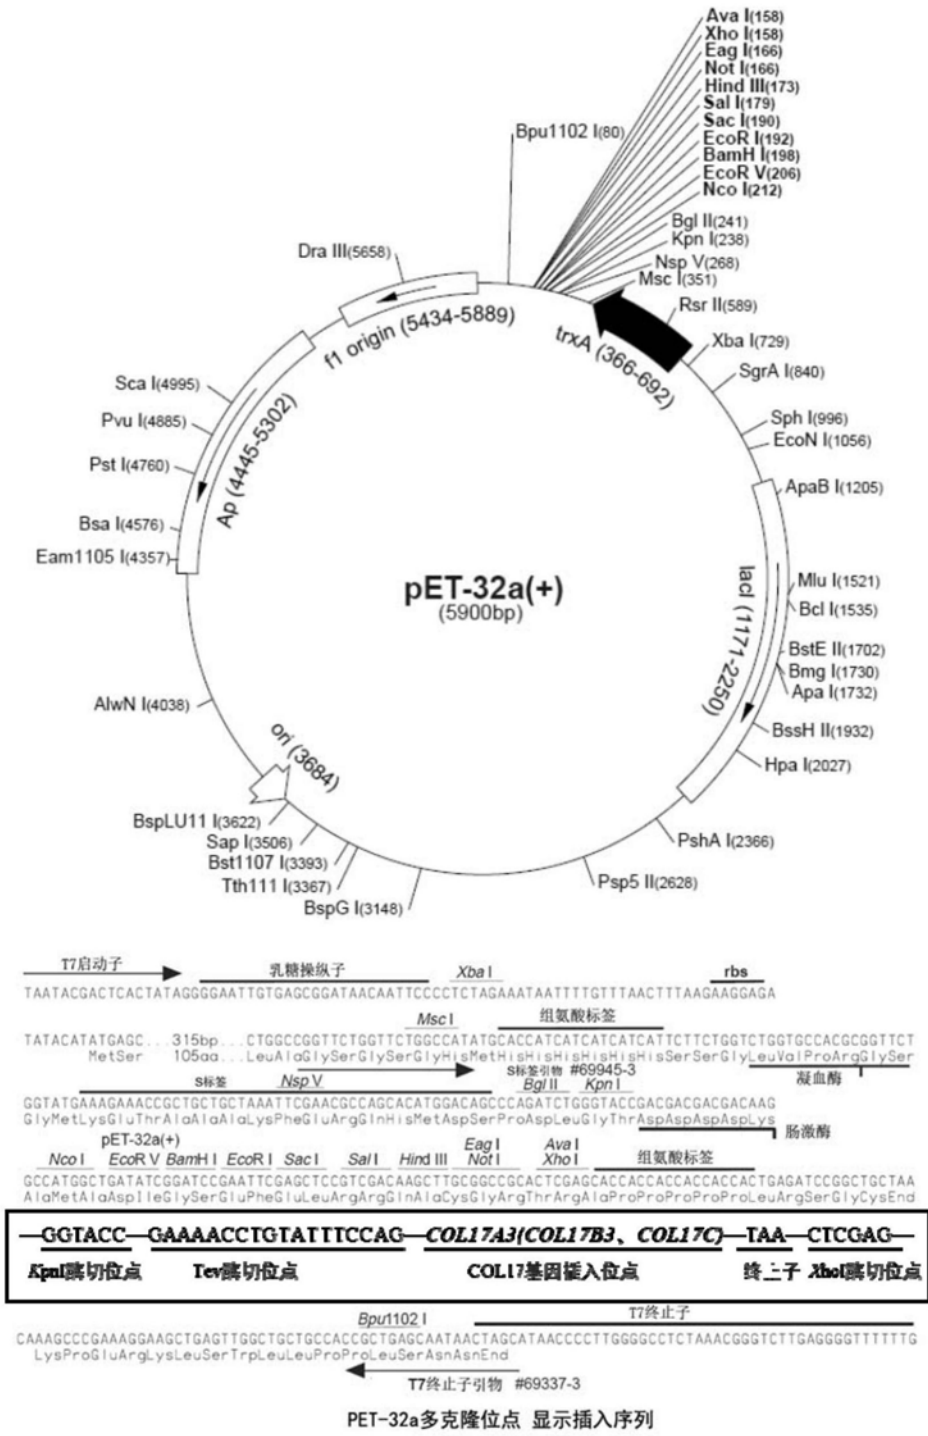 Ava I(158)
Xho I(158)
Eag I(166)
Not I(166)
Hind III(173)
Sal I(179)
Sac I(190)
EcoR I(192)
BamH I(198)
EcoR V(206)
Nco I(212)
Bpu1102 I(80)
Bgl II(241)
Kpn I(238)
Nsp V(268)
Msc I(351)
Rsr II(589)
Dra III(5658)
f1 origin (5434-5889)
trxA (366-692)
Xba I(729)
SgrA I(840)
Sph I(996)
EcoN I(1056)
ApaB I(1205)
Sca I(4995)
Pvu I(4885)
Pst I(4760)
Bsa I(4576)
Eam1105 I(4357)
Ap (4445-5302)
pET-32a(+)
(5900bp)
lacI (1171-2250)
Mlu I(1521)
Bcl I(1535)
BstE II(1702)
Bmg I(1730)
Apa I(1732)
BssH II(1932)
Hpa I(2027)
AlwN I(4038)
ori (3684)
BspLU11 I(3622)
Sap I(3506)
Bst1107 I(3393)
Tth111 I(3367)
BspG I(3148)
PshA I(2366)
Psp5 II(2628)
T7启动子 乳糖操纵子 Xba I rbs
TAATACGACTCACTATAGGGGAATTGTGAGCGGATAACAATTCCCCTCTAGAAATAATTTTGTTTAACTTTAAGAAGGAGA
Msc I 组氨酸标签
TATACATATGAGC...315bp...CTGGCCGGTTCTGGTTCTGGCCATATGCACCATCATCATCATCATTCTTCTGGTCTGGTGCCACGCGGTTCT
MetSer 105aa...LeuAlaGlySerGlySerGlyHisMetHisHisHisHisHisHisSerSerGlyLeuValProArgGlySer
S标签 Nsp V S标签引物 #69945-3 Bgl II Kpn I 凝血酶
GGTATGAAAGAAACCGCTGCTGCTAAATTCGAACGCCAGCACATGGACAGCCCAGATCTGGGTACCGACGACGACGACAAG
GlyMetLysGluThrAlaAlaAlaLysPheGluArgGlnHisMetAspSerProAspLeuGlyThrAspAspAspAspLys
pET-32a(+) 肠激酶
Eag I Ava I
Nco I EcoR V BamH I EcoR I Sac I Sal I Hind III Not I Xho I 组氨酸标签
GCCATGGCTGATATCGGATCCGAATTCGAGCTCCGTCGACAAGCTTGCGGCCGCACTCGAGCACCACCACCACCACCACTGAGATCCGGCTGCTAA
AlaMetAlaAspIleGlySerGluPheGluLeuArgArgGlnAlaCysGlyArgThrArgAlaProProProProProLeuArgSerGlyCysEnd
GGTACC GAAAACCTGTATTTCCAG COL17A3(COL17B3、COL17C) TAA CTCGAG
KpnI酶切位点 Tev酶切位点 COL17基因插入位点 终止子 XhoI酶切位点
Bpu1102 I T7终止子
CAAAGCCCGAAAGGAAGCTGAGTTGGCTGCTGCCACCGCTGAGCAATAACTAGCATAACCCCTTGGGGCCTCTAAACGGGTCTTGAGGGGTTTTTTG
LysProGluArgLysLeuSerTrpLeuLeuProProLeuSerAsnAsnEnd
T7终止子引物 #69337-3
PET-32a多克隆位点 显示插入序列